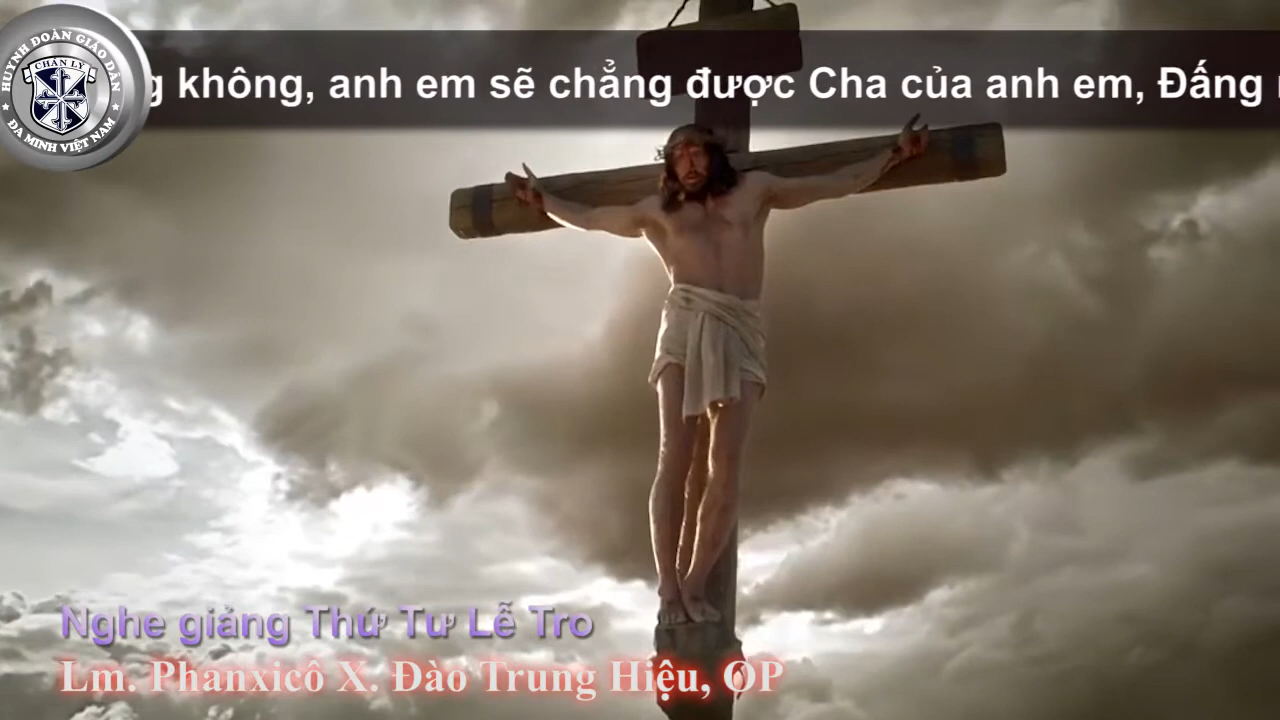 HUYNH ĐOÀN GIÁO DÂN
CHÂN LÝ
ĐA MINH VIỆT NAM
không, anh em sẽ chẳng được Cha của anh em, Đấng
Nghe giảng Thứ Tư Lễ Tro
Lm. Phanxicô X. Đào Trung Hiệu, OP